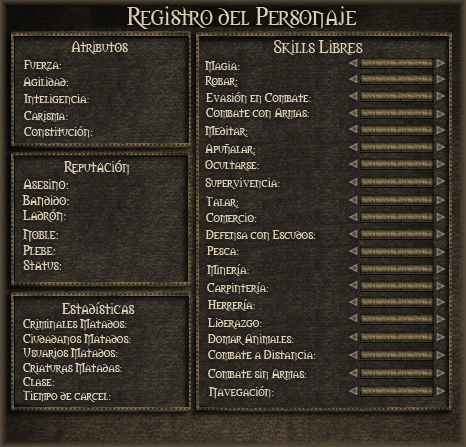 Registro del Personaje
Atributos
Fuerza:
Agilidad:
Inteligencia:
Carisma:
Constitución:
Reputación
Asesino:
Bandido:
Ladrón:
Noble:
Plebe:
Status:
Estadísticas
Criminales Matados:
Ciudadanos Matados:
Usuarios Matados:
Criaturas Matadas:
Clase:
Tiempo de carcel:
Skills Libres
Magia:
Robar:
Evasión en Combate:
Combate con Armas:
Meditar:
Apuñalar:
Ocultarse:
Supervivencia:
Talar:
Comercio:
Defensa con Escudos:
Pesca:
Minería:
Carpintería:
Herrería:
Liderazgo:
Domar Animales:
Combate a Distancia:
Combate sin Armas:
Navegación: